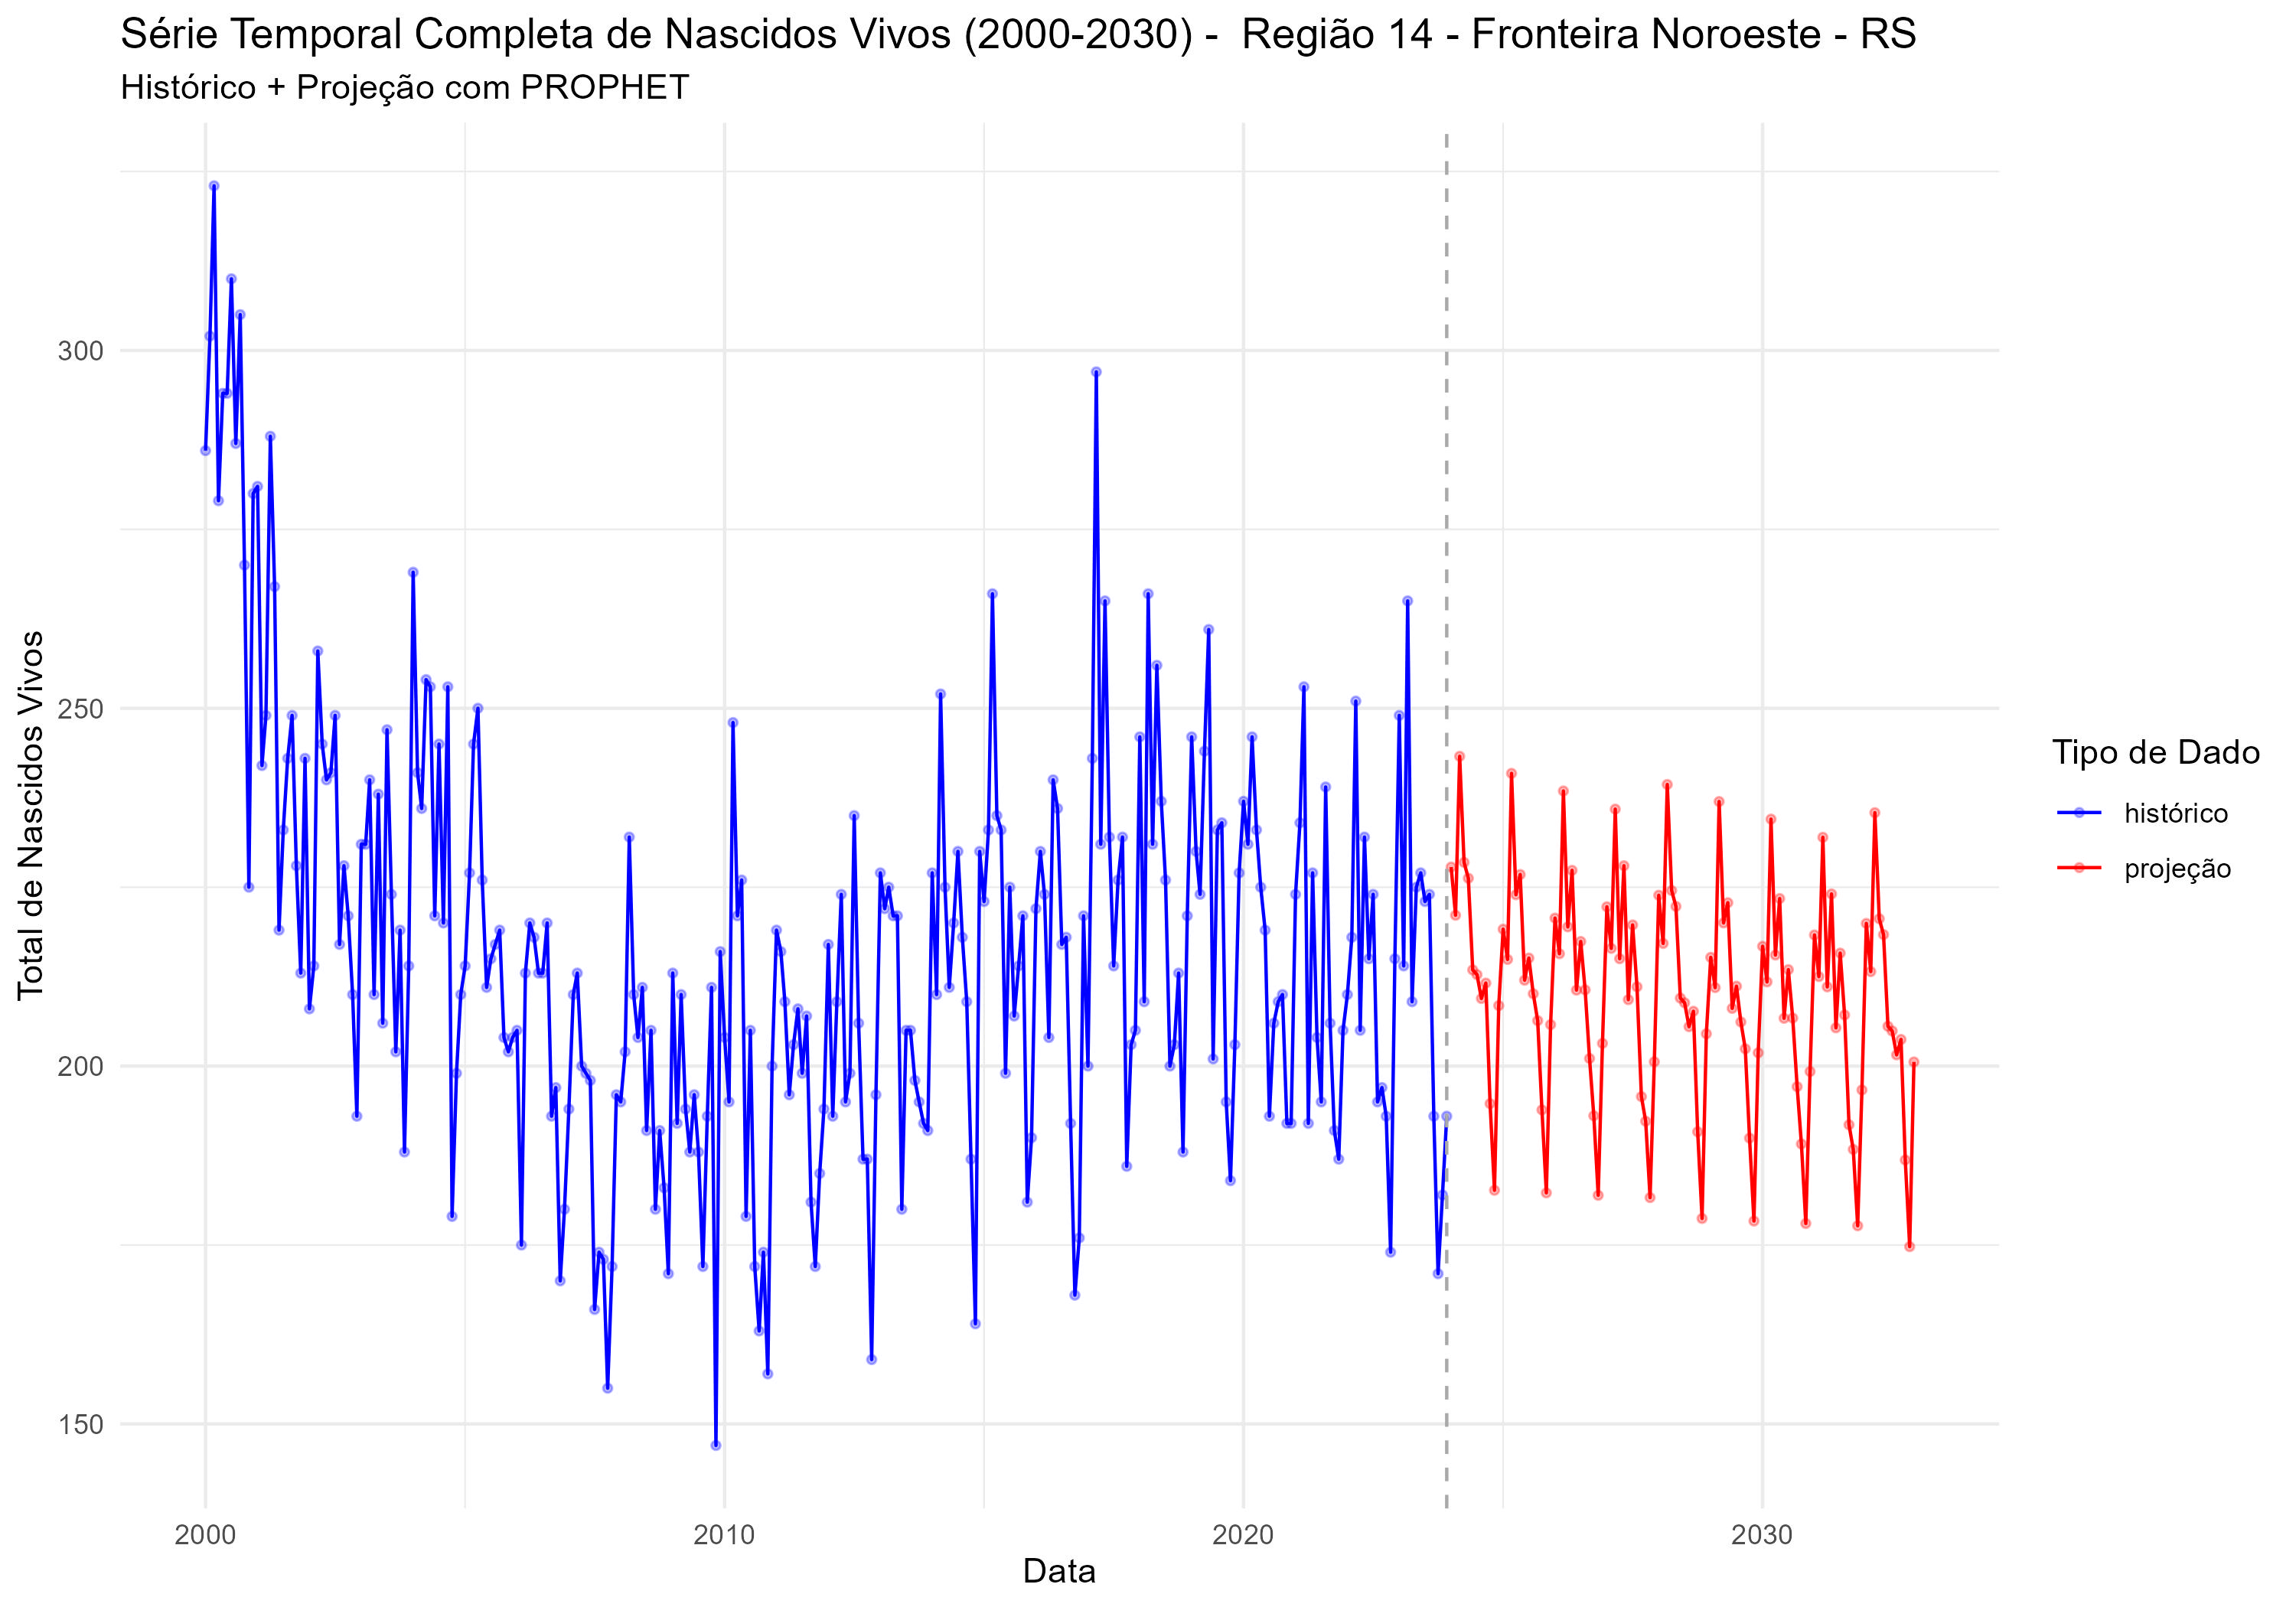 Série Temporal Completa de Nascidos Vivos (2000-2030) -  Região 14 - Fronteira Noroeste - RS
Histórico + Projeção com PROPHET
Total de Nascidos Vivos
300
250
200
150
2000
2010
2020
2030
Data
Tipo de Dado
histórico
projeção